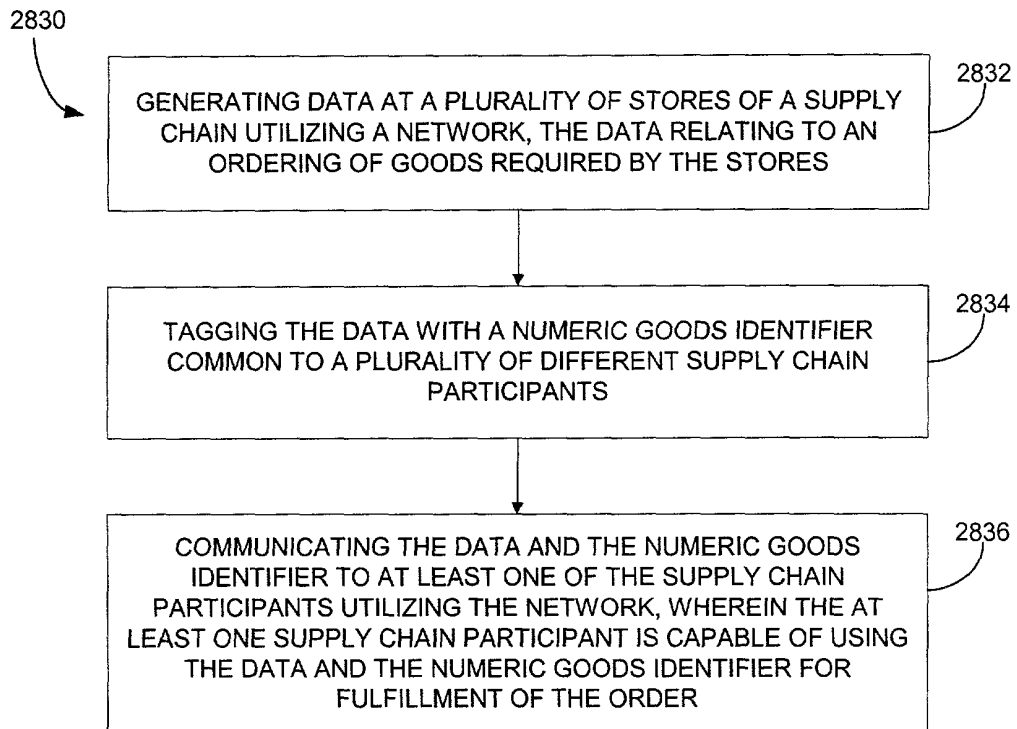 2830
2832
GENERATING DATA AT A PLURALITY OF STORES OF A SUPPLY
CHAIN UTILIZING A NETWORK, THE DATA RELATING TO AN
ORDERING OF GOODS REQUIRED BY THE STORES
2834
TAGGING THE DATA WITH A NUMERIC GOODS IDENTIFIER
COMMON TO A PLURALITY OF DIFFERENT SUPPLY CHAIN
PARTICIPANTS
2836
COMMUNICATING THE DATA AND THE NUMERIC GOODS
IDENTIFIER TO AT LEAST ONE OF THE SUPPLY CHAIN
PARTICIPANTS UTILIZING THE NETWORK, WHEREIN THE AT
LEAST ONE SUPPLY CHAIN PARTICIPANT IS CAPABLE OF USING
THE DATA AND THE NUMERIC GOODS IDENTIFIER FOR
FULFILLMENT OF THE ORDER